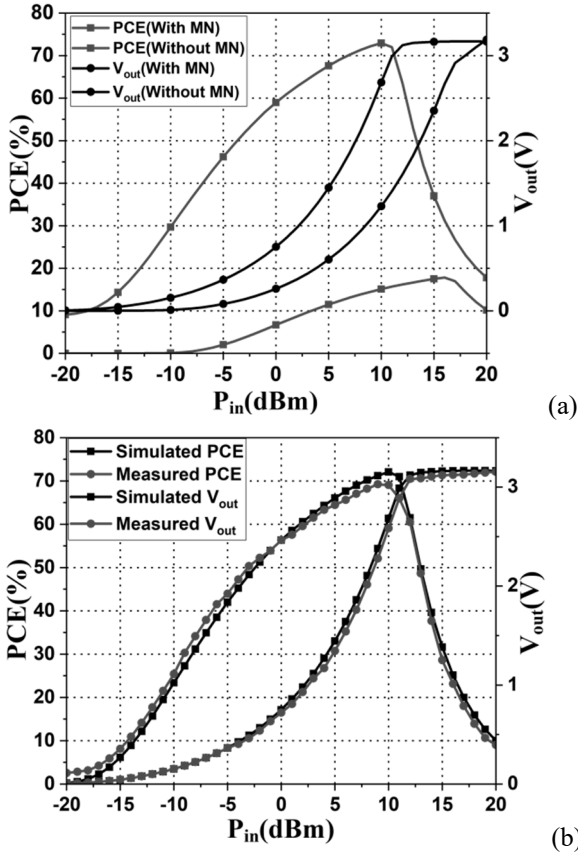 PCE(With MN)
PCE(Without MN)
Vout(With MN)
Vout(Without MN)
80
70
60
50
40
30
20
10
0
PCE(%)
3
2
1
0
Vout(V)
-20 -15 -10 -5 0 5 10 15 20
Pin(dBm)
(a)
Simulated PCE
Measured PCE
Simulated Vout
Measured Vout
80
70
60
50
40
30
20
10
0
PCE(%)
3
2
1
0
Vout(V)
-20 -15 -10 -5 0 5 10 15 20
Pin(dBm)
(b)